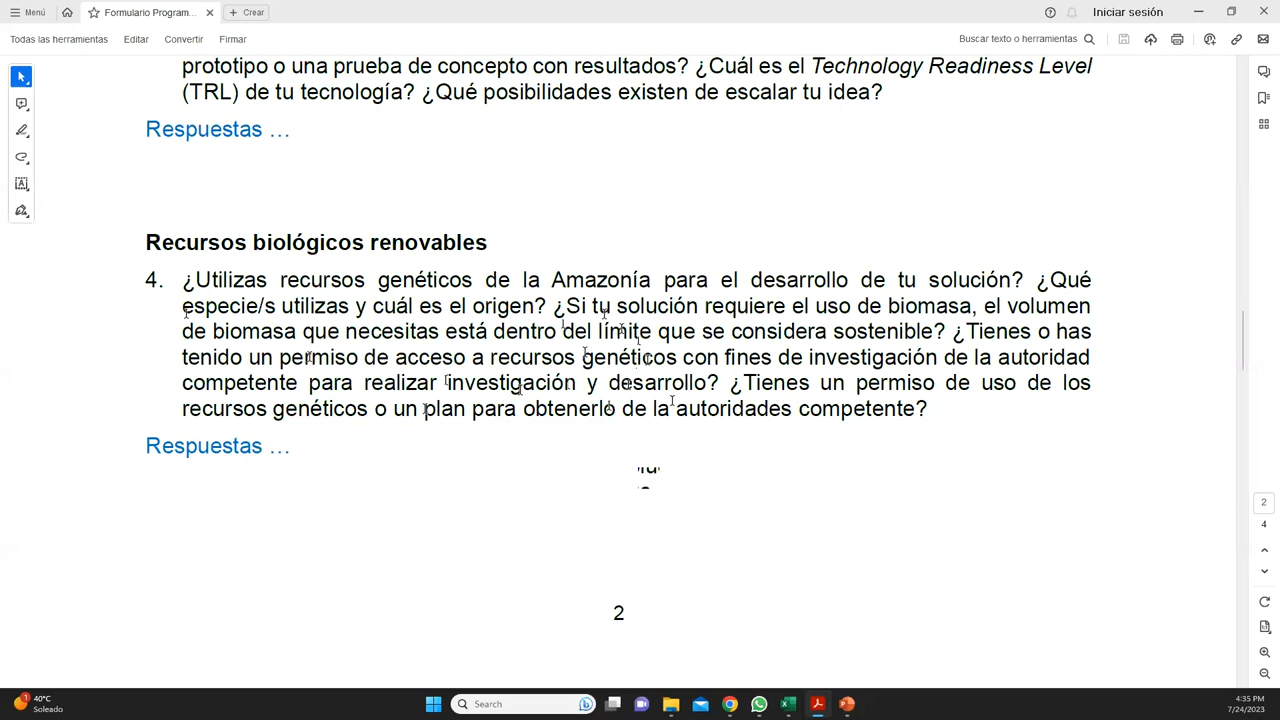 Menú
Formulario Program...
Crear
Iniciar sesión
Todas las herramientas
Editar
Convertir
Firmar
Buscar texto o herramientas
prototipo o una prueba de concepto con resultados? ¿Cuál es el Technology Readiness Level
(TRL) de tu tecnología? ¿Qué posibilidades existen de escalar tu idea?
Respuestas …
Recursos biológicos renovables
4. ¿Utilizas recursos genéticos de la Amazonía para el desarrollo de tu solución? ¿Qué
especie/s utilizas y cuál es el origen? ¿Si tu solución requiere el uso de biomasa, el volumen
de biomasa que necesitas está dentro del límite que se considera sostenible? ¿Tienes o has
tenido un permiso de acceso a recursos genéticos con fines de investigación de la autoridad
competente para realizar investigación y desarrollo? ¿Tienes un permiso de uso de los
recursos genéticos o un plan para obtenerlo de la autoridades competente?
Respuestas …
2
2
4
1
40°C
Soleado
Search
4:35 PM
7/24/2023